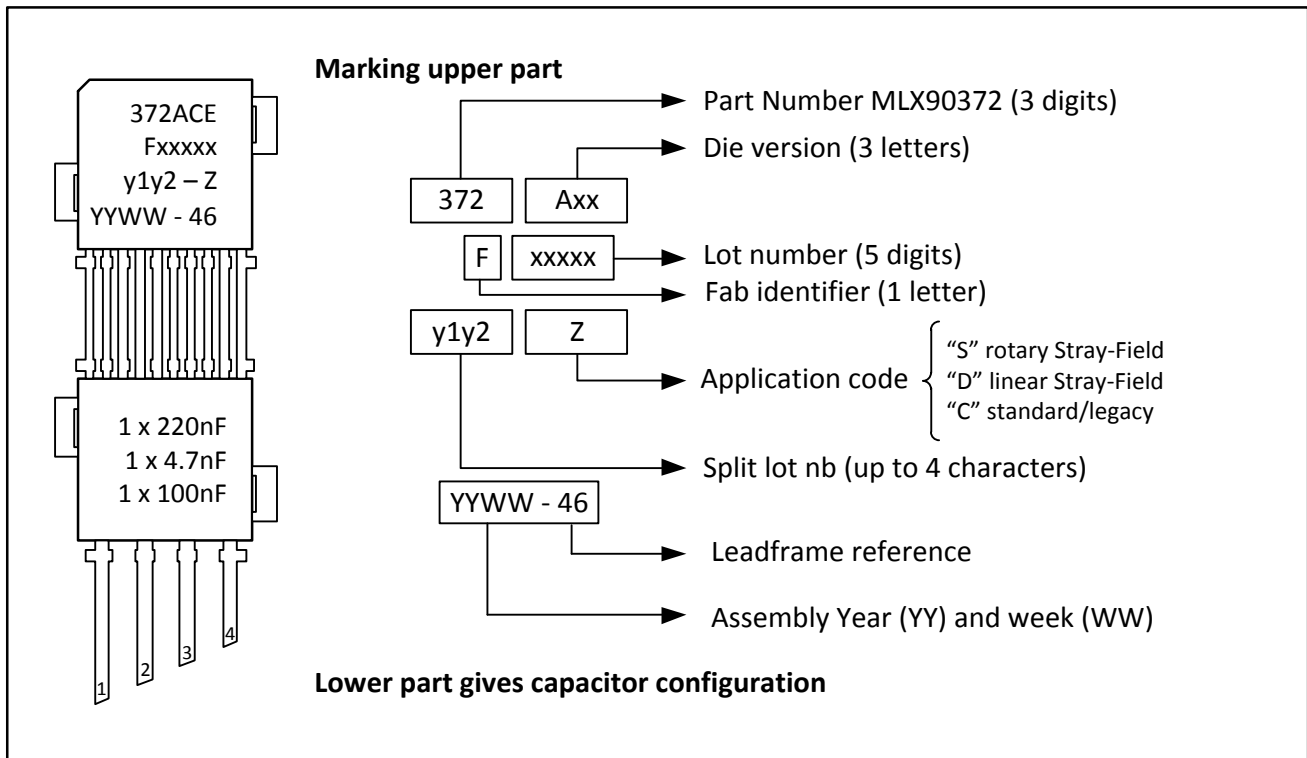 Marking upper part
372ACE
Fxxxxx
y1y2 – Z
YYWW - 46
1 x 220nF
1 x 4.7nF
1 x 100nF
1
2
3
4
Part Number MLX90372 (3 digits)
Die version (3 letters)
372 Axx
F xxxxx
Lot number (5 digits)
Fab identifier (1 letter)
y1y2 Z
Application code
“S” rotary Stray-Field
“D” linear Stray-Field
“C” standard/legacy
Split lot nb (up to 4 characters)
YYWW - 46
Leadframe reference
Assembly Year (YY) and week (WW)
Lower part gives capacitor configuration